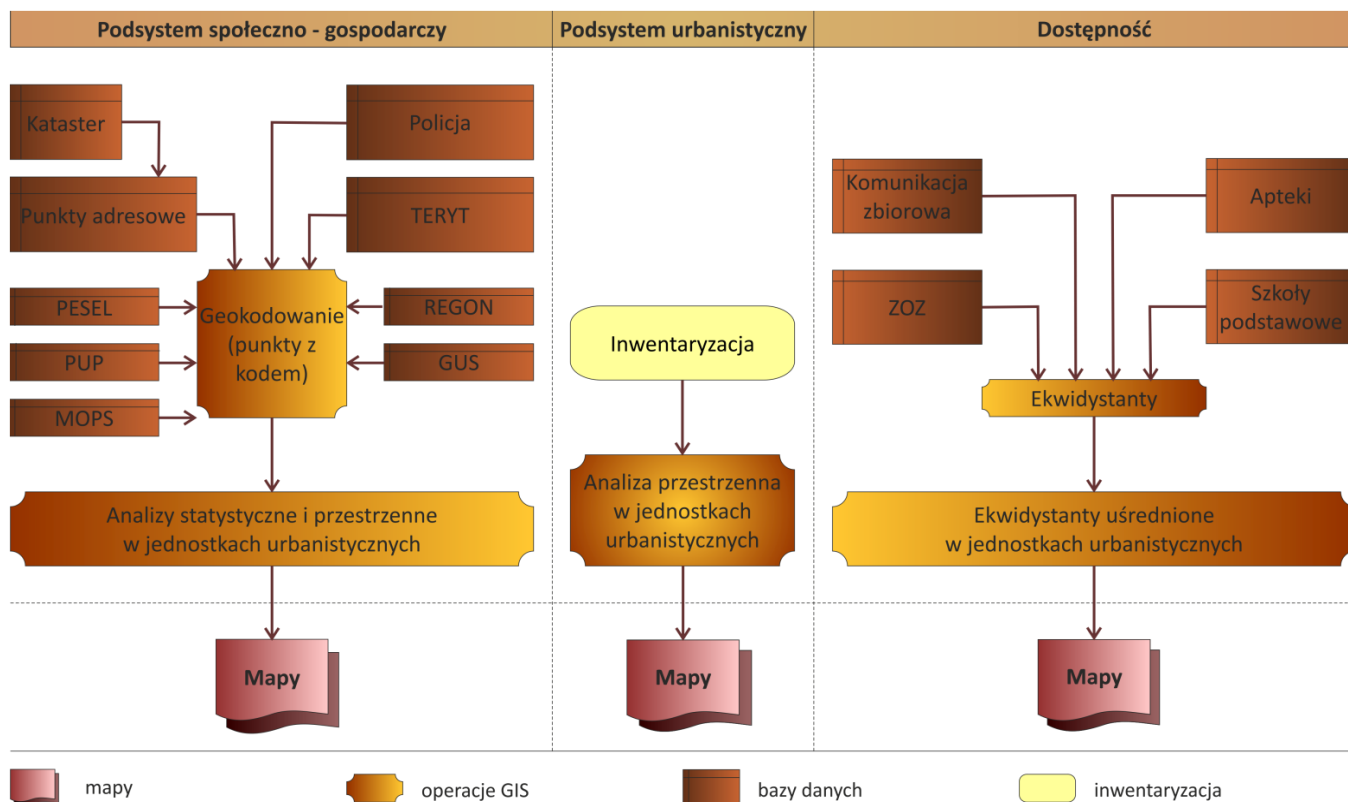 Podsystem społeczno - gospodarczy
Podsystem urbanistyczny
Dostępność
Kataster
Policja
Punkty adresowe
TERYT
PESEL
PUP
MOPS
Geokodowanie
(punkty z
kodem)
REGON
GUS
Analizy statystyczne i przestrzenne
w jednostkach urbanistycznych
Mapy
Inwentaryzacja
Analiza przestrzenna
w jednostkach
urbanistycznych
Mapy
Komunikacja
zbiorowa
Apteki
ZOZ
Szkoły
podstawowe
Ekwidystanty
Ekwidystanty uśrednione
w jednostkach urbanistycznych
Mapy
mapy
operacje GIS
bazy danych
inwentaryzacja